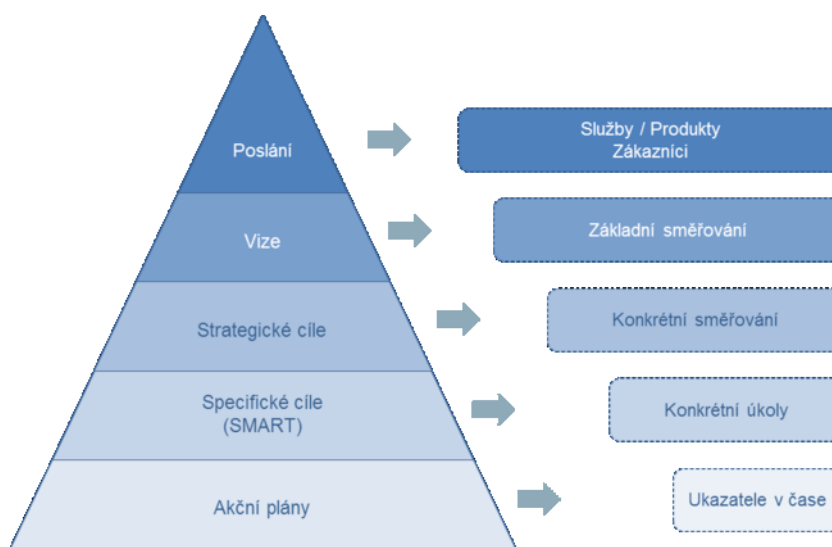 Poslání
Služby / Produkty
Zákazníci
Vize
Základní směřování
Strategické cíle
Konkrétní směřování
Specifické cíle
(SMART)
Konkrétní úkoly
Akční plány
Ukazatele v čase